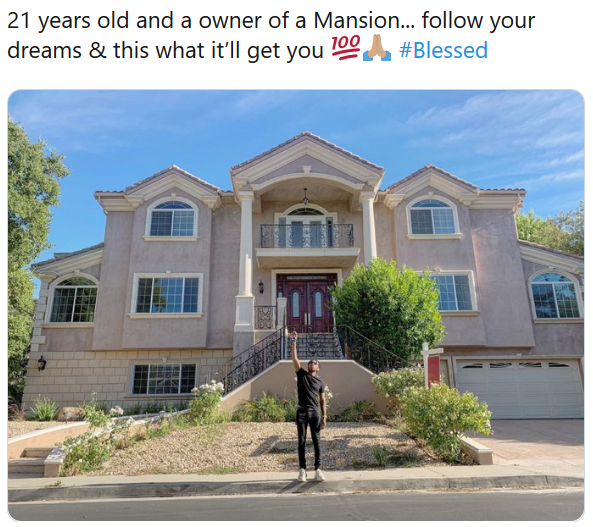 21 years old and a owner of a Mansion... follow your
dreams & this what it'll get you 💯🙏🏽 #Blessed